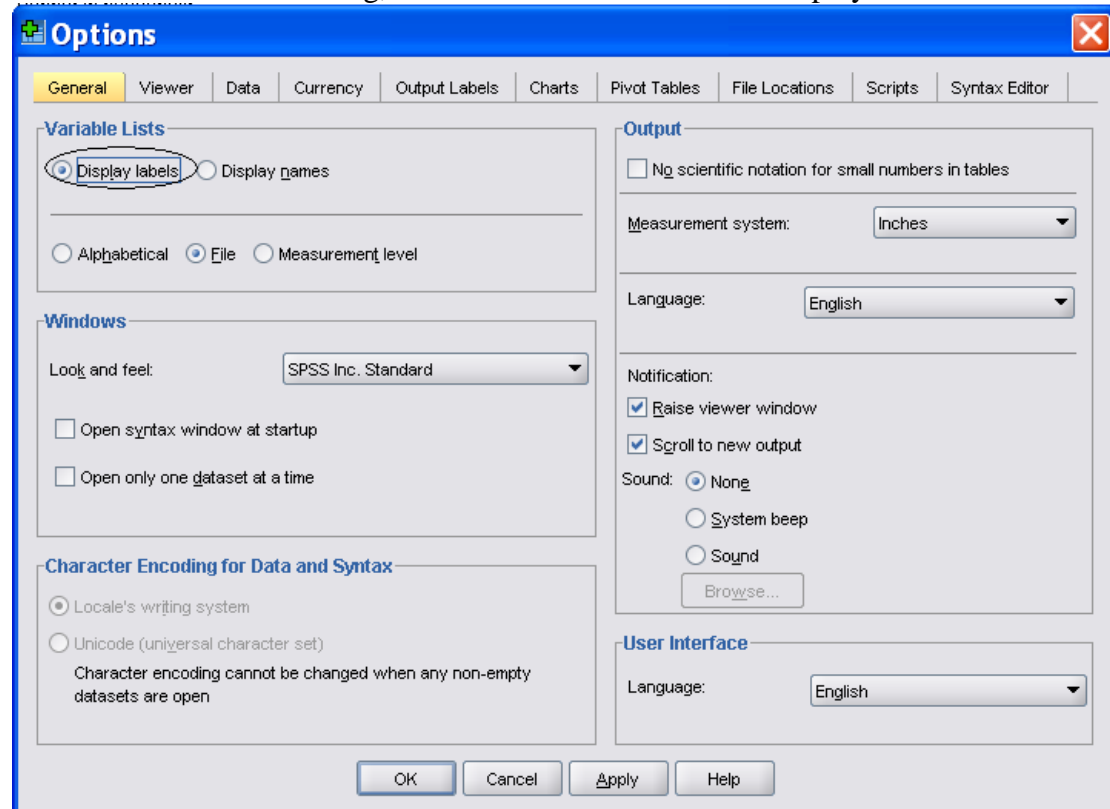 Options
General Viewer Data Currency Output Labels Charts Pivot Tables File Locations Scripts Syntax Editor
Variable Lists
Display labels Display names
Alphabetical File Measurement level
Windows
Look and feel: SPSS Inc. Standard
Open syntax window at startup
Open only one dataset at a time
Character Encoding for Data and Syntax
Locale's writing system
Unicode (universal character set)
Character encoding cannot be changed when any non-empty
datasets are open
Output
No scientific notation for small numbers in tables
Measurement system: Inches
Language: English
Notification:
Raise viewer window
Scroll to new output
Sound: None
System beep
Sound
Browse...
User Interface
Language: English
OK Cancel Apply Help